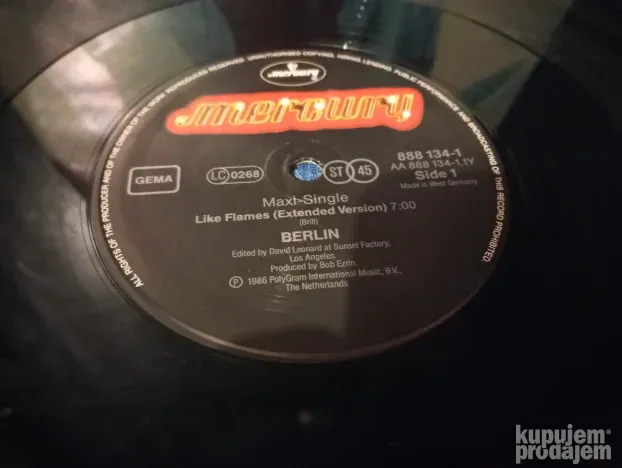 ALL RIGHTS OF THE PRODUCER AND OF THE OWNER OF THE WORK REPRODUCED RESERVED. UNAUTHORISED COPYING, HIRING, LENDING, PUBLIC PERFORMANCE AND BROADCASTING OF THIS RECORD PROHIBITED.
mercury
mercury
GEMA
LC 0268
ST 45
888 134-1
AA 888 134-1.1Y
Side 1
Made in West Germany
Maxi-Single
Like Flames (Extended Version) 7:00
(Brill)
BERLIN
Edited by David Leonard at Sunset Factory,
Los Angeles.
Produced by Bob Ezrin.
Ⓟ 1986 PolyGram International Music, B.V.,
The Netherlands
kupujem
prodajem